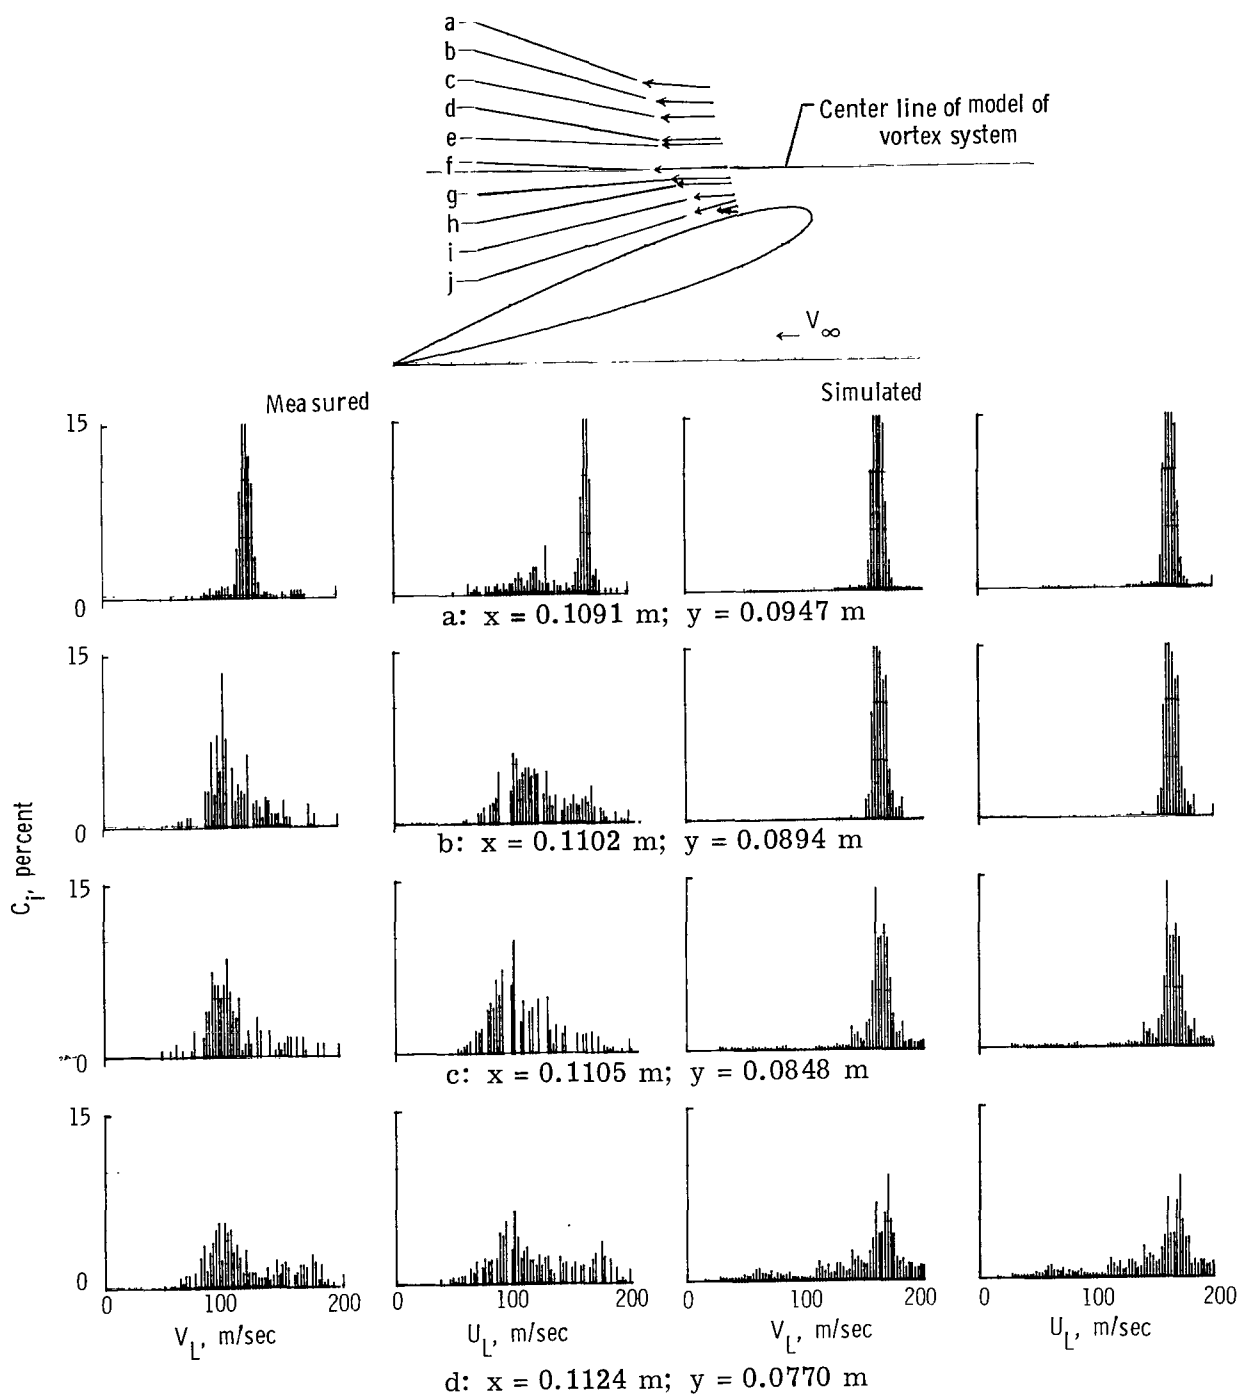 a
b
c
d
e
f
g
h
i
j
Center line of model of
vortex system
V∞
Measured
Simulated
15
0
a: x = 0.1091 m; y = 0.0947 m
15
0
b: x = 0.1102 m; y = 0.0894 m
C_i, percent
15
0
c: x = 0.1105 m; y = 0.0848 m
15
0
0 100 200 0 100 200 0 100 200 0 100 200
V_L, m/sec U_L, m/sec V_L, m/sec U_L, m/sec
d: x = 0.1124 m; y = 0.0770 m